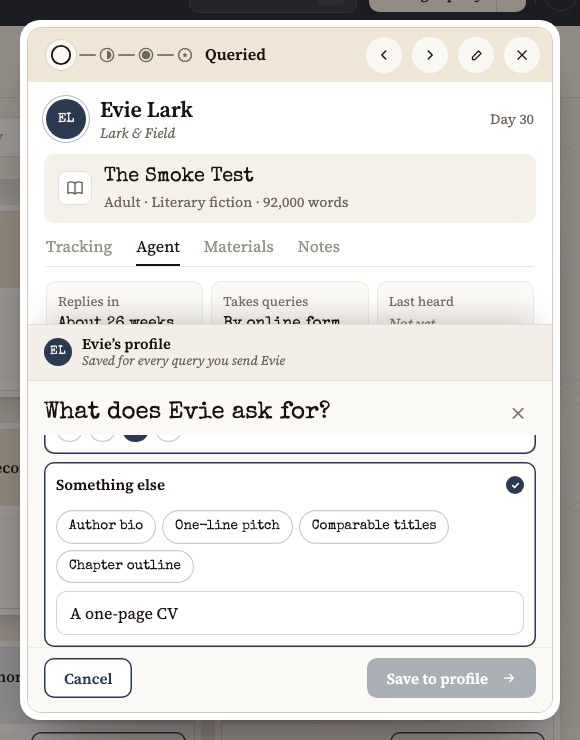 Queried
EL
Evie Lark
Lark & Field
Day 30
The Smoke Test
Adult · Literary fiction · 92,000 words
Tracking Agent Materials Notes
Replies in
About 26 weeks
Takes queries
By online form
Last heard
Not yet
EL
Evie's profile
Saved for every query you send Evie
What does Evie ask for?
Something else
Author bio One-line pitch Comparable titles
Chapter outline
A one-page CV
Cancel
Save to profile